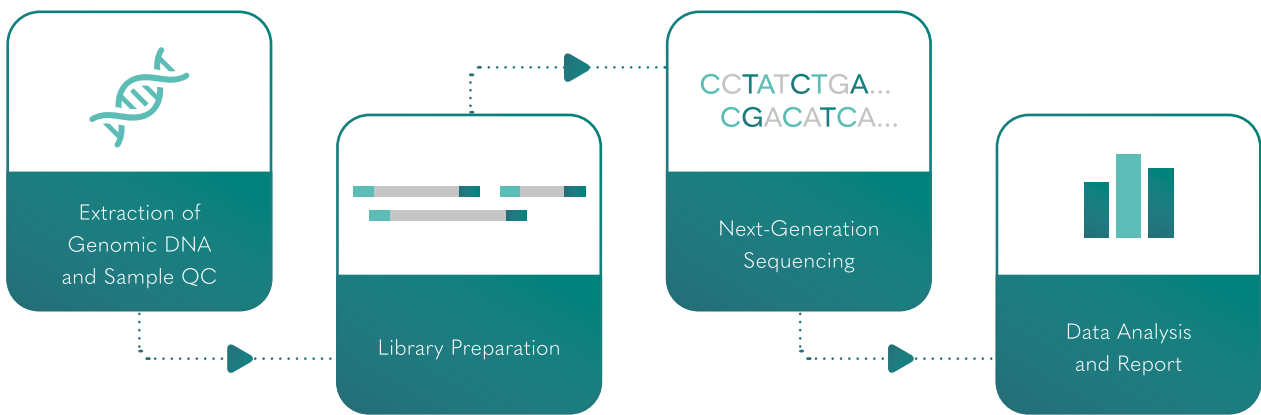 Extraction of
Genomic DNA
and Sample QC
Library Preparation
CCTATCTGA...
CGACATCA...
Next-Generation
Sequencing
Data Analysis
and Report